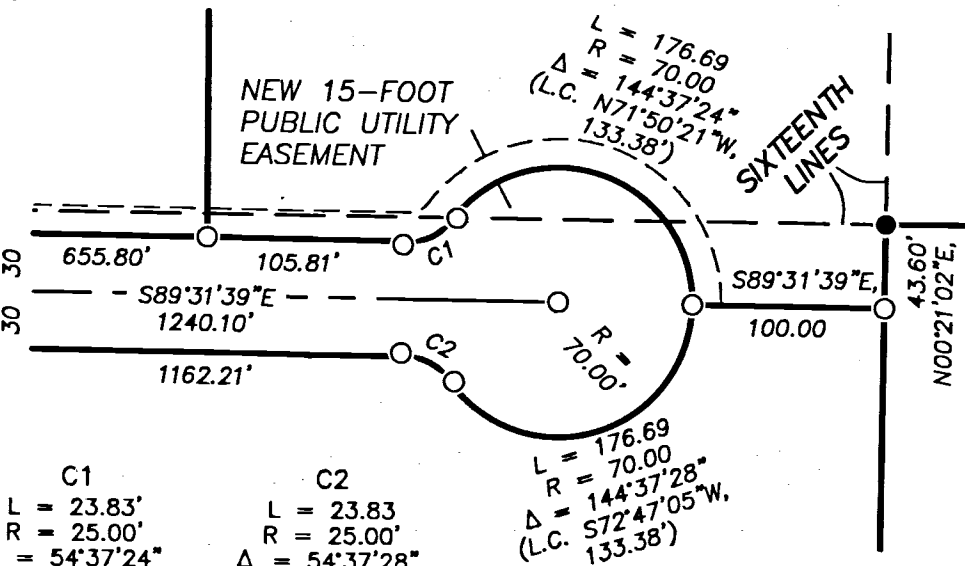 L = 176.69
R = 70.00
Δ = 144°37'24"
(L.C. N71°50'21"W,
133.38')
NEW 15-FOOT
PUBLIC UTILITY
EASEMENT
SIXTEENTH
LINES
30
655.80'
105.81'
C1
S89°31'39"E
1240.10'
30
1162.21'
C2
R =
70.00'
S89°31'39"E,
100.00
43.60'
N00°21'02"E,
L = 176.69
R = 70.00
Δ = 144°37'28"
(L.C. S72°47'05"W,
133.38')
C1
L = 23.83'
R = 25.00'
= 54°37'24"
C2
L = 23.83
R = 25.00'
Δ = 54°37'28"